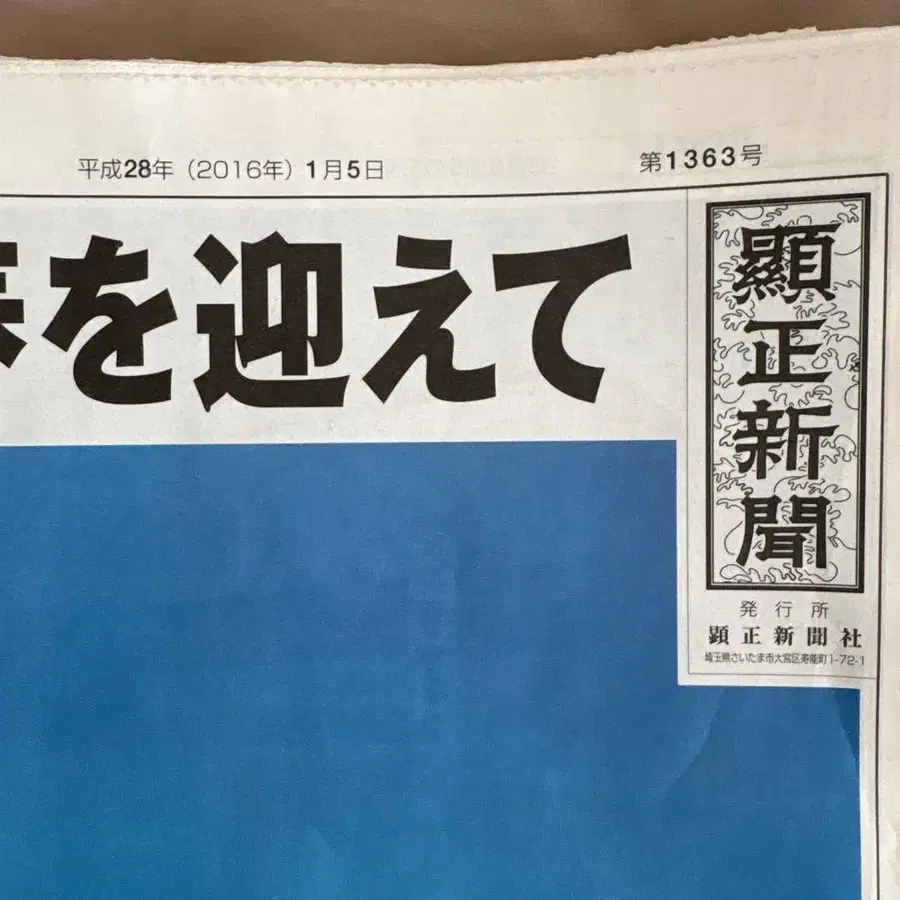 平成28年（2016年）1月5日
第1363号
春を迎えて
顯正新聞
発行所
顕正新聞社
埼玉県さいたま市大宮区寿能町1-72-1